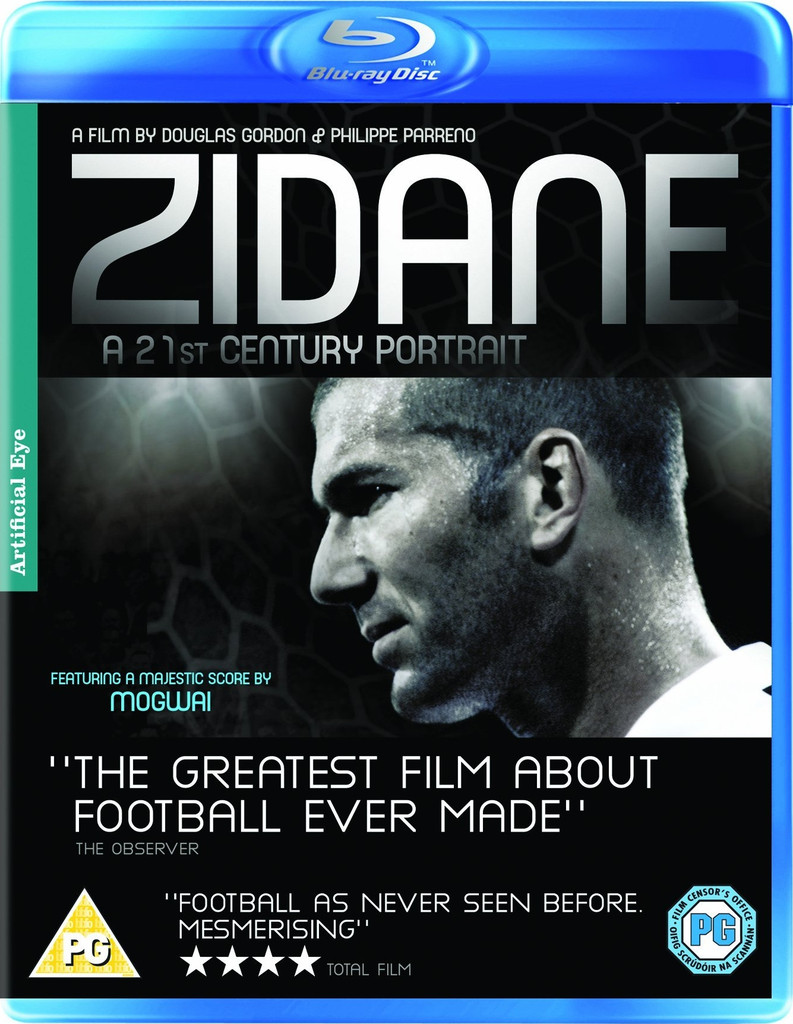 Blu-ray Disc™
A FILM BY DOUGLAS GORDON & PHILIPPE PARRENO
ZIDANE
A 21ST CENTURY PORTRAIT
Artificial Eye
FEATURING A MAJESTIC SCORE BY
MOGWAI
"THE GREATEST FILM ABOUT
FOOTBALL EVER MADE"
THE OBSERVER
"FOOTBALL AS NEVER SEEN BEFORE.
MESMERISING"
★★★★ TOTAL FILM
PG
FILM CENSOR'S OFFICE
PG
OIFIG SCRÚDÓIR NA SCANNÁN